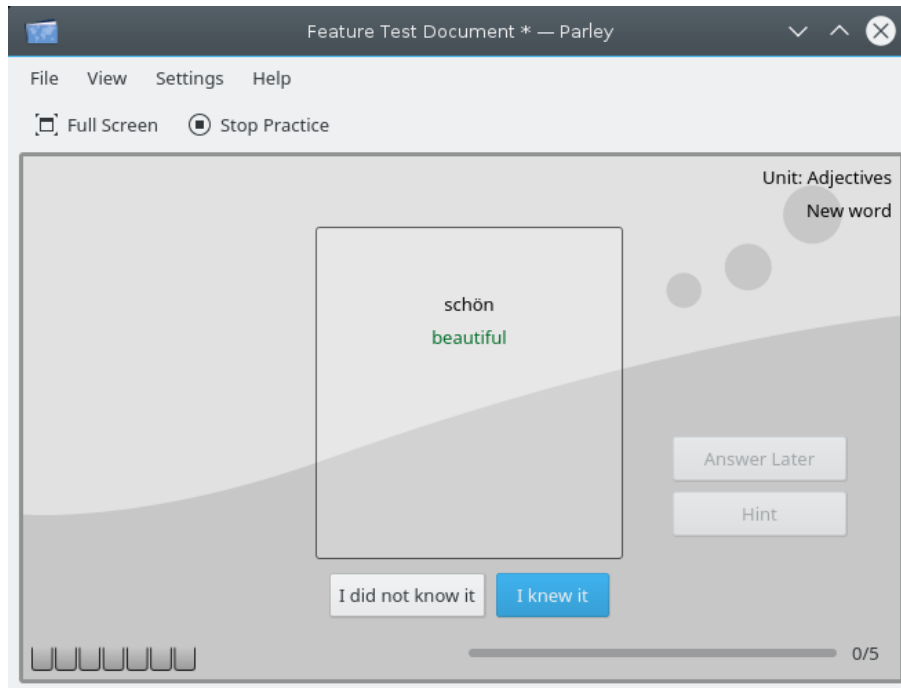 Feature Test Document * — Parley
File View Settings Help
Full Screen Stop Practice
Unit: Adjectives
New word
schön
beautiful
Answer Later
Hint
I did not know it I knew it
0/5